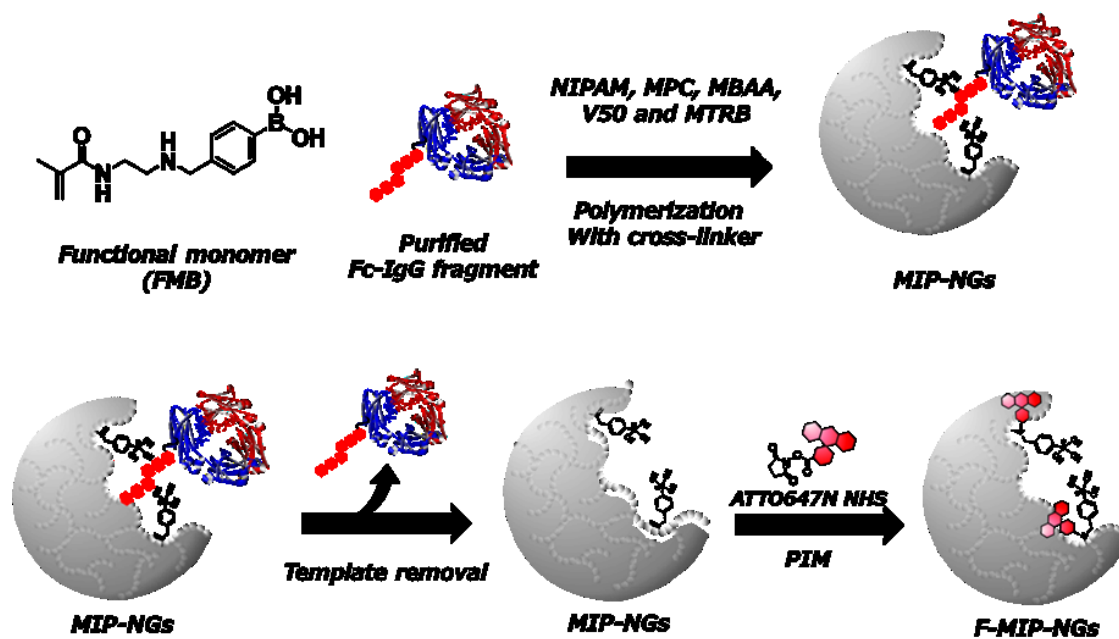 OH
B
OH
O
H
N
N
H
NIPAM, MPC, MBAA,
V50 and MTRB
Polymerization
With cross-linker
Functional monomer
(FMB)
Purified
Fc-IgG fragment
MIP-NGs
Template removal
ATTO647N NHS
PIM
MIP-NGs
MIP-NGs
F-MIP-NGs